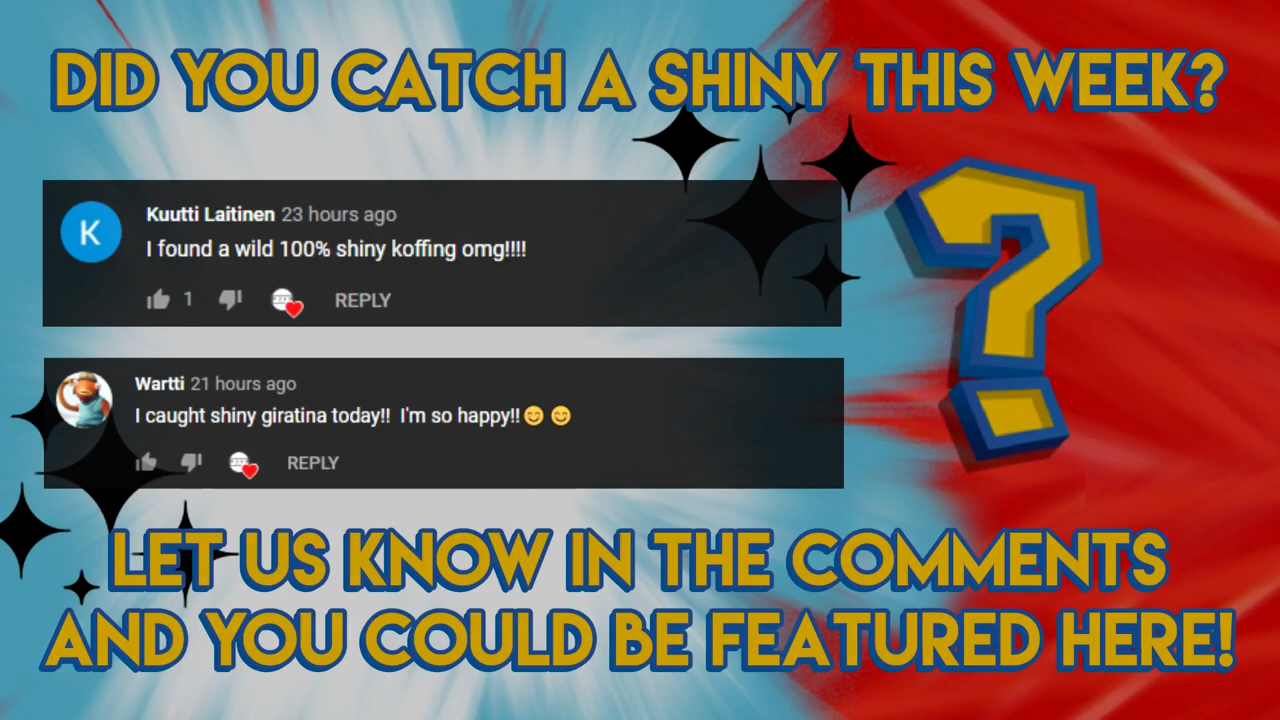 DID YOU CATCH A SHINY THIS WEEK?
K
Kuutti Laitinen 23 hours ago
I found a wild 100% shiny koffing omg!!!!
1 REPLY
Wartti 21 hours ago
I caught shiny giratina today!! I'm so happy!!😊 😊
REPLY
?
LET US KNOW IN THE COMMENTS
AND YOU COULD BE FEATURED HERE!